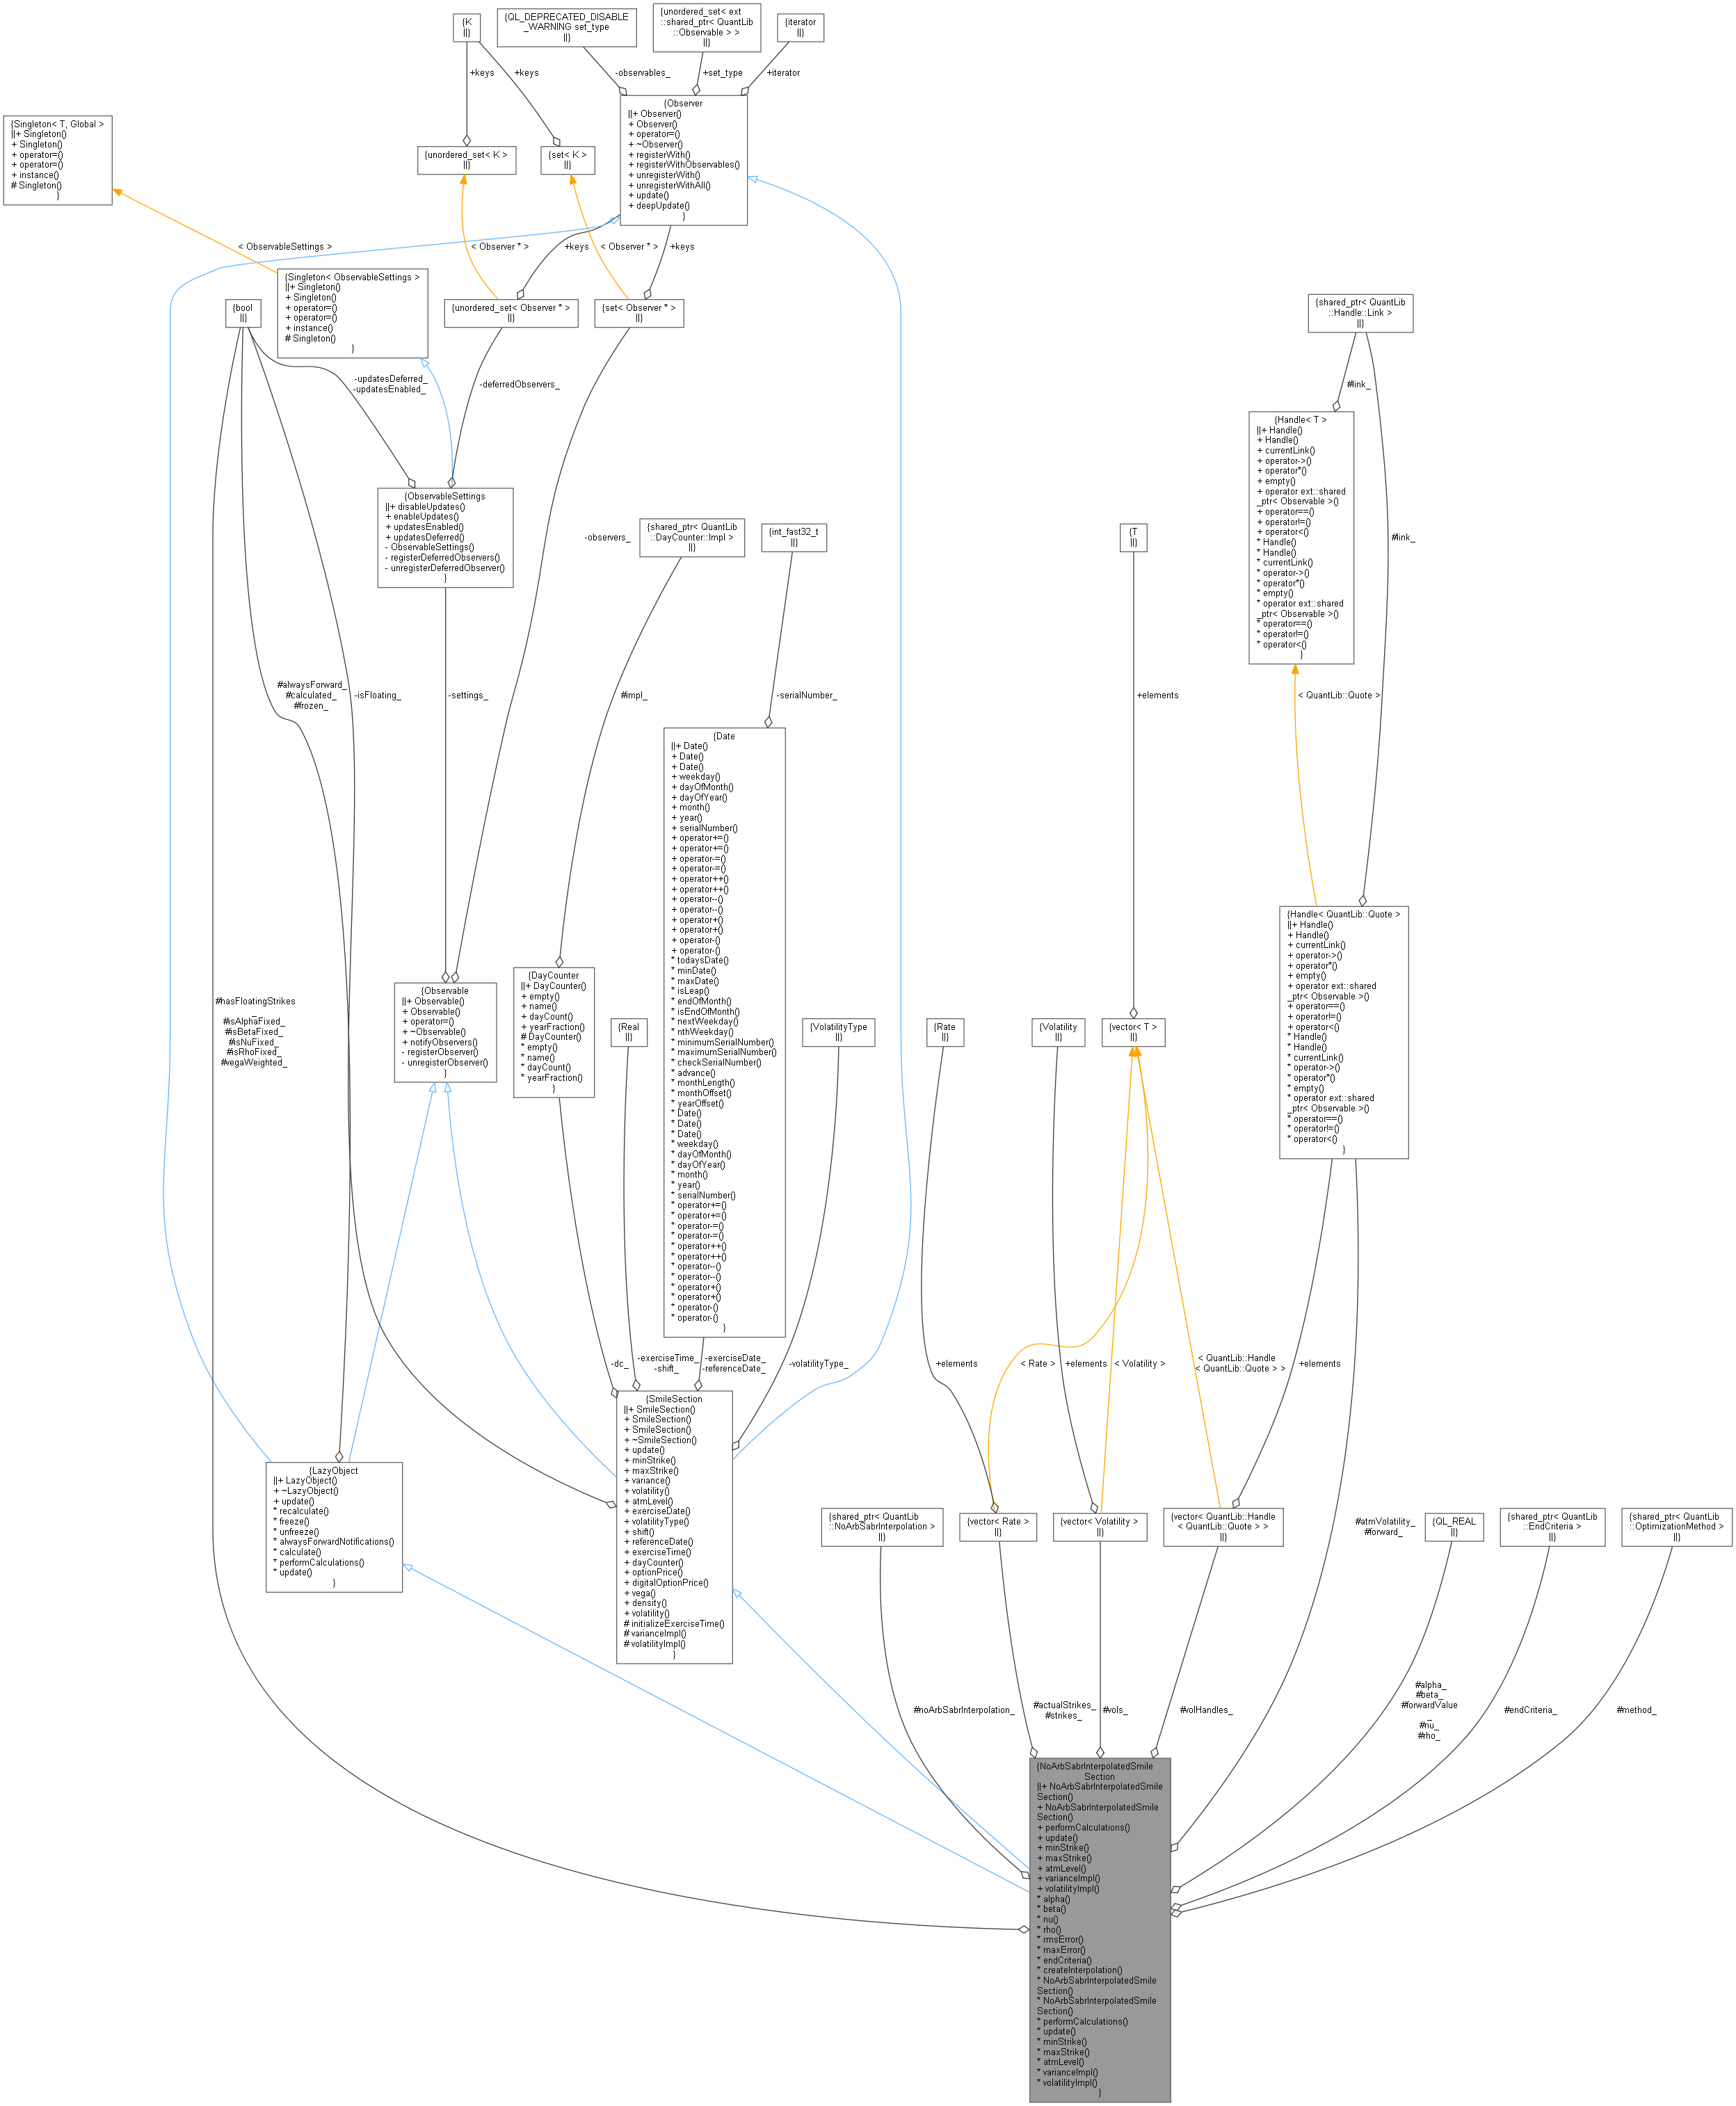 {K
||}
{QL_DEPRECATED_DISABLE
_WARNING set_type
||}
{unordered_set< ext
::shared_ptr< QuantLib
::Observable > >
||}
{iterator
||}
+keys
+keys
-observables_
+set_type
+iterator
{Singleton< T, Global >
||+ Singleton()
+ Singleton()
+ operator=()
+ operator=()
+ instance()
# Singleton()
}
{unordered_set< K >
||}
{set< K >
||}
{Observer
||+ Observer()
+ Observer()
+ operator=()
+ ~Observer()
+ registerWith()
+ registerWithObservables()
+ unregisterWith()
+ unregisterWithAll()
+ update()
+ deepUpdate()
}
< ObservableSettings >
< Observer * >
+keys
< Observer * >
+keys
{Singleton< ObservableSettings >
||+ Singleton()
+ Singleton()
+ operator=()
+ operator=()
+ instance()
# Singleton()
}
{bool
||}
{unordered_set< Observer * >
||}
{set< Observer * >
||}
{shared_ptr< QuantLib
::Handle::Link >
||}
-updatesDeferred_
-updatesEnabled_
-deferredObservers_
#link_
{Handle< T >
||+ Handle()
+ Handle()
+ currentLink()
+ operator->()
+ operator*()
+ empty()
+ operator ext::shared
_ptr< Observable >()
+ operator==()
+ operator!=()
+ operator<()
* Handle()
* Handle()
* currentLink()
* operator->()
* operator*()
* empty()
* operator ext::shared
_ptr< Observable >()
* operator==()
* operator!=()
* operator<()
}
{ObservableSettings
||+ disableUpdates()
+ enableUpdates()
+ updatesEnabled()
+ updatesDeferred()
- ObservableSettings()
- registerDeferredObservers()
- unregisterDeferredObserver()
}
-observers_
{shared_ptr< QuantLib
::DayCounter::Impl >
||}
{int_fast32_t
||}
{T
||}
#link_
#alwaysForward_
#calculated_
#frozen_
-isFloating_
-settings_
#impl_
-serialNumber_
+elements
< QuantLib::Quote >
{Date
||+ Date()
+ Date()
+ Date()
+ weekday()
+ dayOfMonth()
+ dayOfYear()
+ month()
+ year()
+ serialNumber()
+ operator+=()
+ operator+=()
+ operator-=()
+ operator-=()
+ operator++()
+ operator++()
+ operator--()
+ operator--()
+ operator+()
+ operator+()
+ operator-()
+ operator-()
* todaysDate()
* minDate()
* maxDate()
* isLeap()
* endOfMonth()
* isEndOfMonth()
* nextWeekday()
* nthWeekday()
* minimumSerialNumber()
* maximumSerialNumber()
* checkSerialNumber()
* advance()
* monthLength()
* monthOffset()
* yearOffset()
* Date()
* Date()
* Date()
* weekday()
* dayOfMonth()
* dayOfYear()
* month()
* year()
* serialNumber()
* operator+=()
* operator+=()
* operator-=()
* operator-=()
* operator++()
* operator++()
* operator--()
* operator--()
* operator+()
* operator+()
* operator-()
* operator-()
}
{Handle< QuantLib::Quote >
||+ Handle()
+ Handle()
+ currentLink()
+ operator->()
+ operator*()
+ empty()
+ operator ext::shared
_ptr< Observable >()
+ operator==()
+ operator!=()
+ operator<()
* Handle()
* Handle()
* currentLink()
* operator->()
* operator*()
* empty()
* operator ext::shared
_ptr< Observable >()
* operator==()
* operator!=()
* operator<()
}
#hasFloatingStrikes
_
#isAlphaFixed_
#isBetaFixed_
#isNuFixed_
#isRhoFixed_
#vegaWeighted_
{Observable
||+ Observable()
+ Observable()
+ operator=()
+ ~Observable()
+ notifyObservers()
- registerObserver()
- unregisterObserver()
}
{DayCounter
||+ DayCounter()
+ empty()
+ name()
+ dayCount()
+ yearFraction()
# DayCounter()
* empty()
* name()
* dayCount()
* yearFraction()
}
{Real
||}
{VolatilityType
||}
{Rate
||}
{Volatility
||}
{vector< T >
||}
-dc_
-exerciseTime_
-shift_
-exerciseDate_
-referenceDate_
-volatilityType_
+elements
< Rate >
+elements
< Volatility >
< QuantLib::Handle
< QuantLib::Quote > >
+elements
{SmileSection
||+ SmileSection()
+ SmileSection()
+ SmileSection()
+ ~SmileSection()
+ update()
+ minStrike()
+ maxStrike()
+ variance()
+ volatility()
+ atmLevel()
+ exerciseDate()
+ volatilityType()
+ shift()
+ referenceDate()
+ exerciseTime()
+ dayCounter()
+ optionPrice()
+ digitalOptionPrice()
+ vega()
+ density()
+ volatility()
# initializeExerciseTime()
# varianceImpl()
# volatilityImpl()
}
{LazyObject
||+ LazyObject()
+ ~LazyObject()
+ update()
* recalculate()
* freeze()
* unfreeze()
* alwaysForwardNotifications()
* calculate()
* performCalculations()
* update()
}
{shared_ptr< QuantLib
::NoArbSabrInterpolation >
||}
{vector< Rate >
||}
{vector< Volatility >
||}
{vector< QuantLib::Handle
< QuantLib::Quote > >
||}
#atmVolatility_
#forward_
{QL_REAL
||}
{shared_ptr< QuantLib
::EndCriteria >
||}
{shared_ptr< QuantLib
::OptimizationMethod >
||}
#noArbSabrInterpolation_
#actualStrikes_
#strikes_
#vols_
#volHandles_
#alpha_
#beta_
#forwardValue
_
#nu_
#rho_
#endCriteria_
#method_
{NoArbSabrInterpolatedSmile
Section
||+ NoArbSabrInterpolatedSmile
Section()
+ NoArbSabrInterpolatedSmile
Section()
+ performCalculations()
+ update()
+ minStrike()
+ maxStrike()
+ atmLevel()
+ varianceImpl()
+ volatilityImpl()
* alpha()
* beta()
* nu()
* rho()
* rmsError()
* maxError()
* endCriteria()
* createInterpolation()
* NoArbSabrInterpolatedSmile
Section()
* NoArbSabrInterpolatedSmile
Section()
* performCalculations()
* update()
* minStrike()
* maxStrike()
* atmLevel()
* varianceImpl()
* volatilityImpl()
}